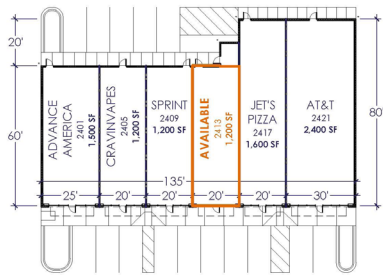 20'
60'
80'
ADVANCE
AMERICA
2401
1,500 SF
CRAVINVAPES
2405
1,200 SF
SPRINT
2409
1,200 SF
AVAILABLE
2413
1,200 SF
JET'S
PIZZA
2417
1,600 SF
AT&T
2421
2,400 SF
135'
25'
20'
20'
20'
20'
30'